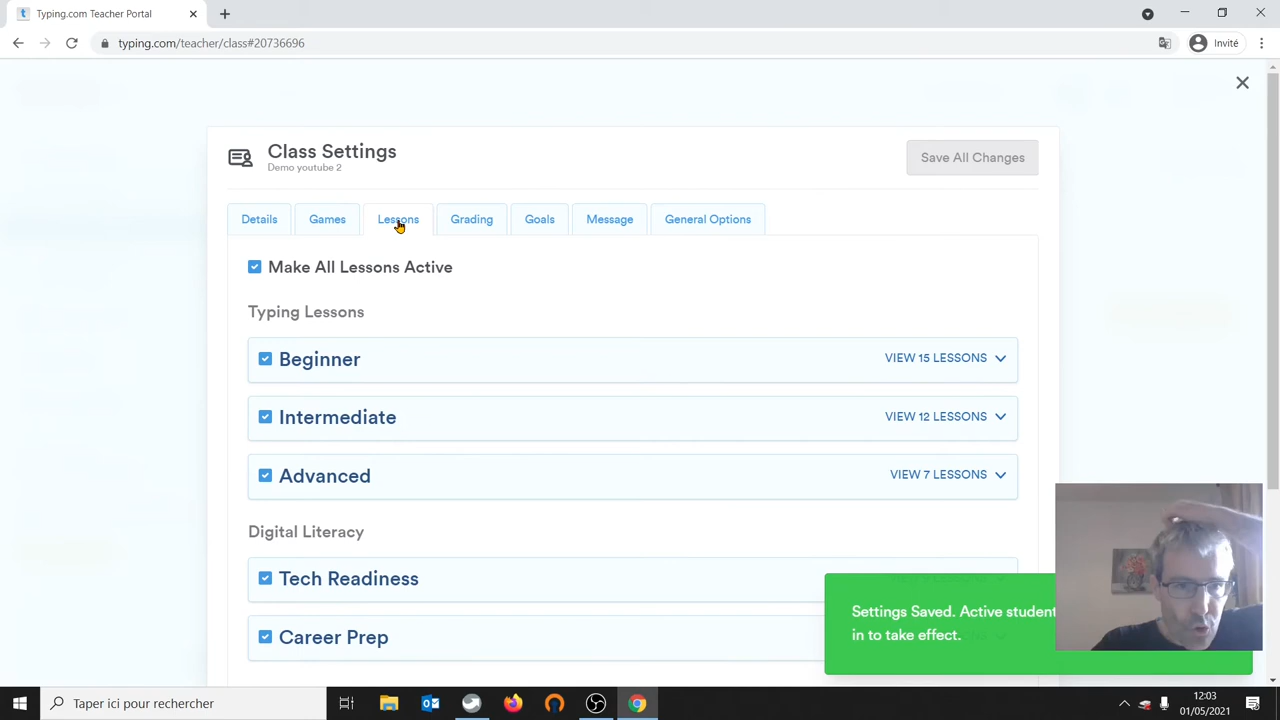 Typing.com Teacher Portal
typing.com/teacher/class#20736696
Invité
Class Settings
Demo youtube 2
Save All Changes
Details
Games
Lessons
Grading
Goals
Message
General Options
Make All Lessons Active
Typing Lessons
Beginner
VIEW 15 LESSONS
Intermediate
VIEW 12 LESSONS
Advanced
VIEW 7 LESSONS
Digital Literacy
Tech Readiness
Career Prep
Settings Saved. Active student
in to take effect.
Taper ici pour rechercher
12:03
01/05/2021